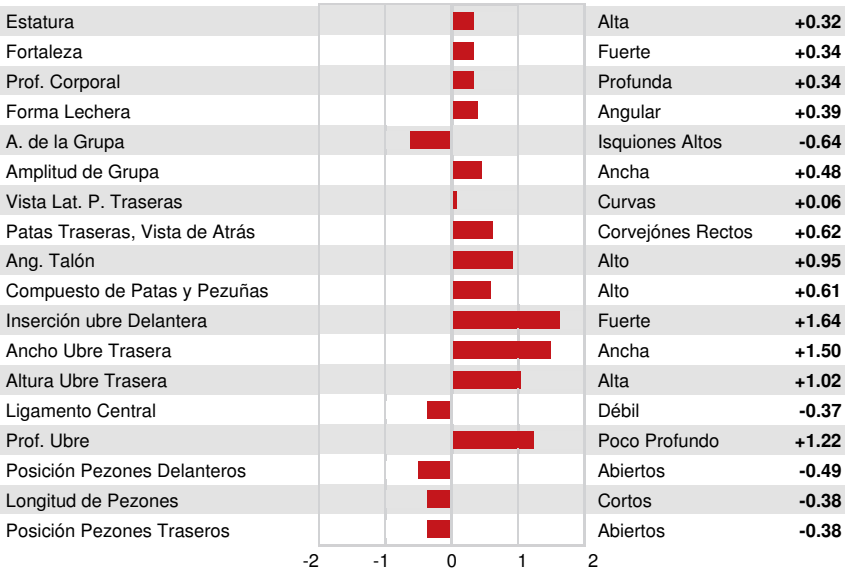 Estatura Alta +0.32
Fortaleza Fuerte +0.34
Prof. Corporal Profunda +0.34
Forma Lechera Angular +0.39
A. de la Grupa Isquiones Altos -0.64
Amplitud de Grupa Ancha +0.48
Vista Lat. P. Traseras Curvas +0.06
Patas Traseras, Vista de Atrás Corvejónes Rectos +0.62
Ang. Talón Alto +0.95
Compuesto de Patas y Pezuñas Alto +0.61
Inserción ubre Delantera Fuerte +1.64
Ancho Ubre Trasera Ancha +1.50
Altura Ubre Trasera Alta +1.02
Ligamento Central Débil -0.37
Prof. Ubre Poco Profundo +1.22
Posición Pezones Delanteros Abiertos -0.49
Longitud de Pezones Cortos -0.38
Posición Pezones Traseros Abiertos -0.38
-2 -1 0 1 2